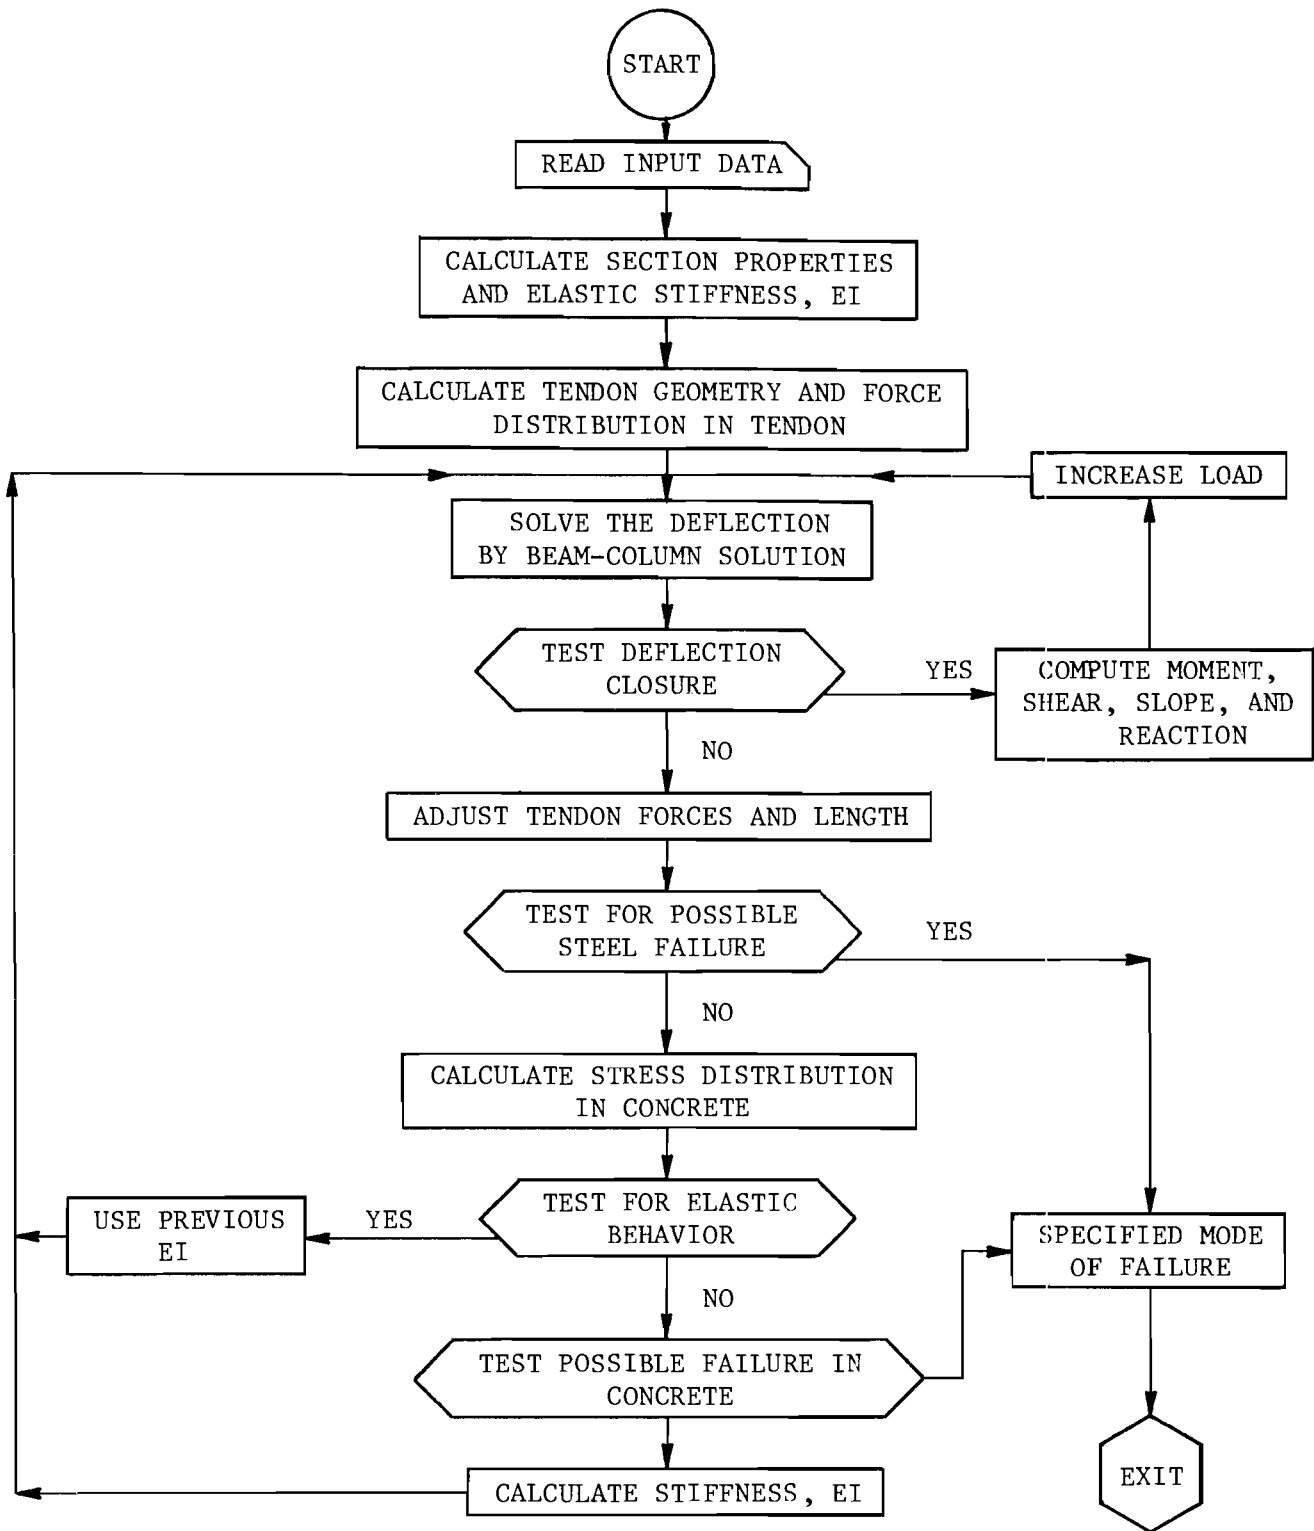 START
READ INPUT DATA
CALCULATE SECTION PROPERTIES
AND ELASTIC STIFFNESS, EI
CALCULATE TENDON GEOMETRY AND FORCE
DISTRIBUTION IN TENDON
INCREASE LOAD
SOLVE THE DEFLECTION
BY BEAM-COLUMN SOLUTION
TEST DEFLECTION
CLOSURE
YES
COMPUTE MOMENT,
SHEAR, SLOPE, AND
REACTION
NO
ADJUST TENDON FORCES AND LENGTH
TEST FOR POSSIBLE
STEEL FAILURE
YES
NO
CALCULATE STRESS DISTRIBUTION
IN CONCRETE
TEST FOR ELASTIC
BEHAVIOR
YES
USE PREVIOUS
EI
SPECIFIED MODE
OF FAILURE
NO
TEST POSSIBLE FAILURE IN
CONCRETE
CALCULATE STIFFNESS, EI
EXIT